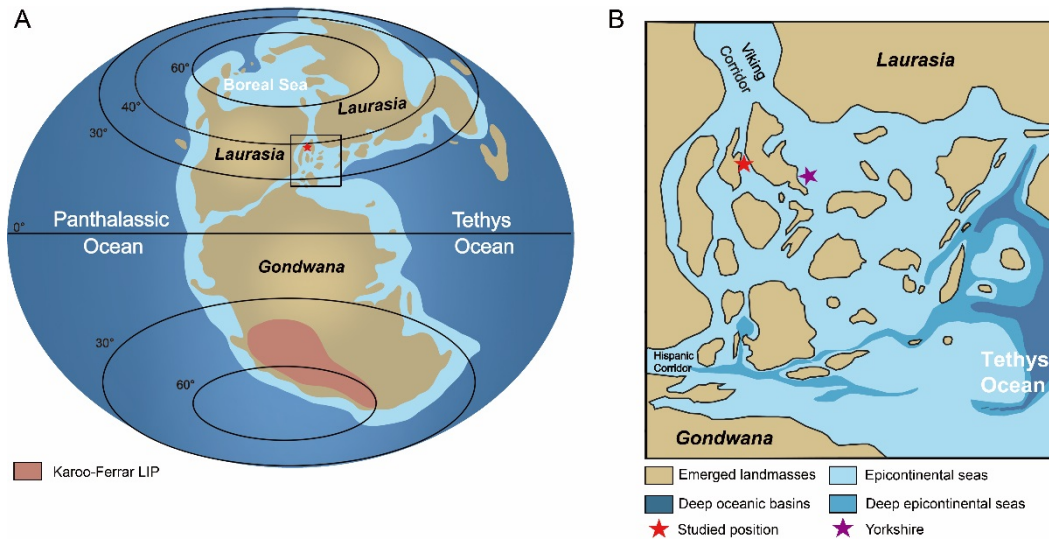 A
60°
Boreal Sea
40°
Laurasia
30°
Laurasia
Panthalassic
Ocean
0°
Tethys
Ocean
Gondwana
30°
60°
Karoo-Ferrar LIP
B
Viking
Corridor
Laurasia
Hispanic
Corridor
Tethys
Ocean
Gondwana
Emerged landmasses
Epicontinental seas
Deep oceanic basins
Deep epicontinental seas
Studied position
Yorkshire